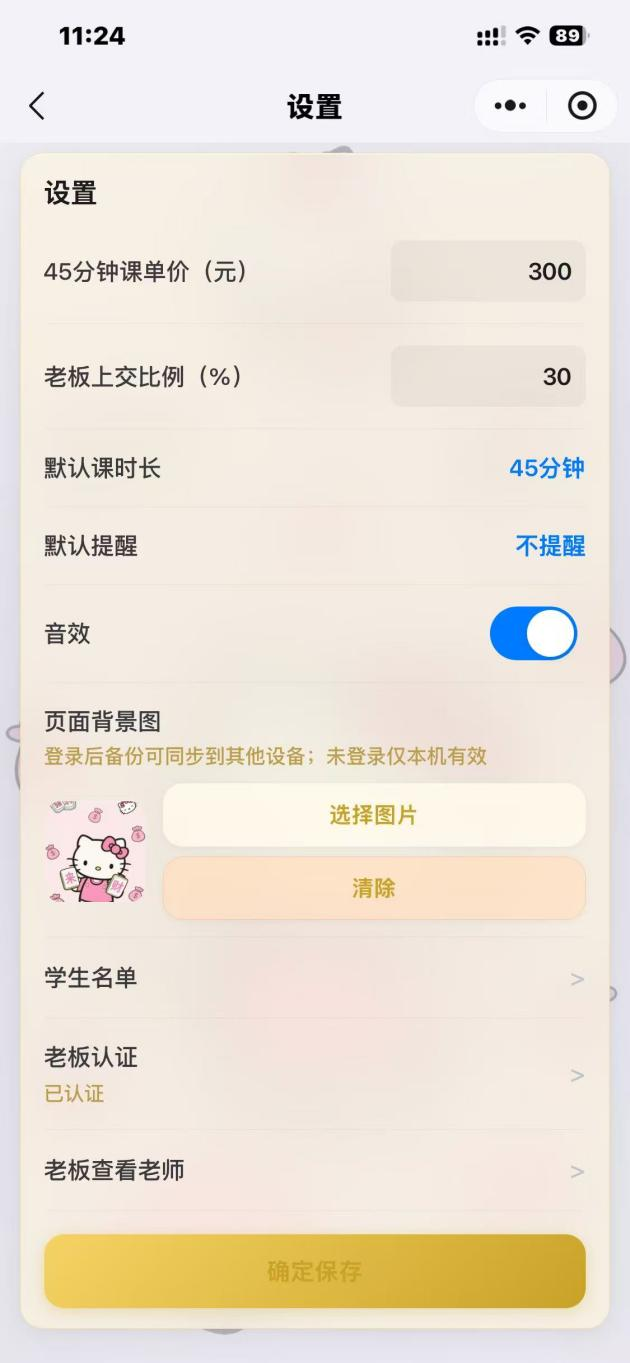 11:24
89
设置
设置
45分钟课单价（元）
300
老板上交比例（%）
30
默认课时长
45分钟
默认提醒
不提醒
音效
页面背景图
登录后备份可同步到其他设备；未登录仅本机有效
来
财
选择图片
清除
学生名单
>
老板认证
已认证
>
老板查看老师
>
确定保存